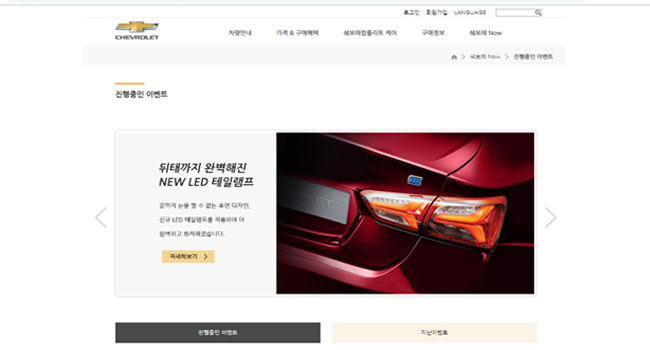 로그인 회원가입 LANGUAGE
CHEVROLET
차량안내 가격 & 구매혜택 쉐보레컴플리트 케어 구매정보 쉐보레 Now
쉐보레 Now > 진행중인 이벤트
진행중인 이벤트
뒤태까지 완벽해진
NEW LED 테일램프
끝까지 눈을 뗄 수 없는 후면 디자인,
신규 LED 테일램프를 적용하여 더
완벽하고 화려해졌습니다.
자세히보기 >
진행중인 이벤트
지난이벤트